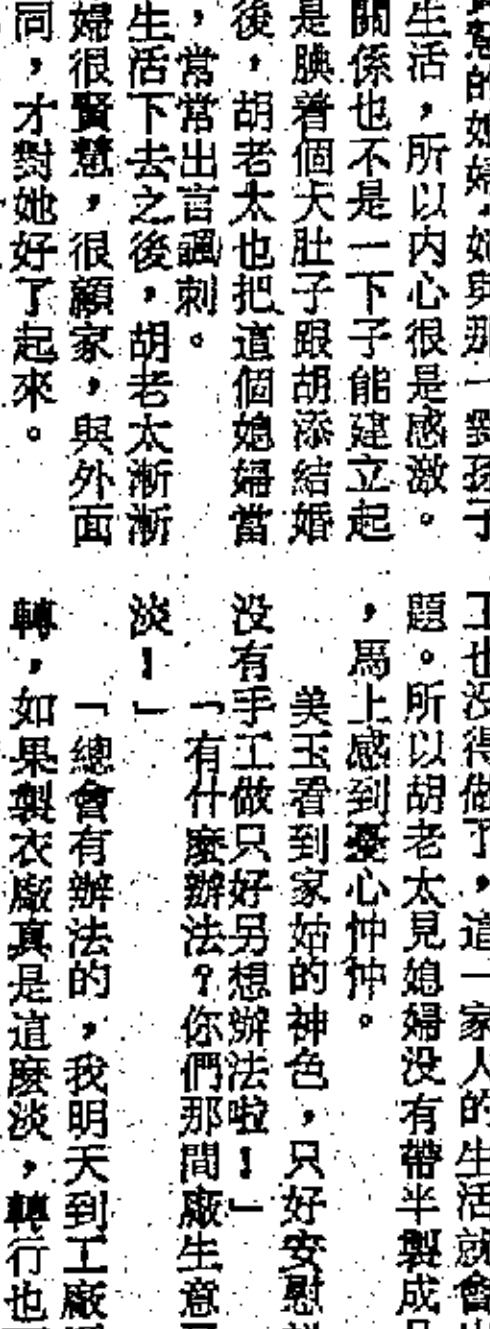 的媳婦,她與那一對孫子
生活,所以内心很是感激。
關係也不是一下子能建立起
是腆着個大肚子跟胡添結婚
後,胡老太也把這個媳婦當
,常常出言諷刺。
生活下去之後,胡老太漸漸
婦很賢慧,很顧家,與外面
同,才對她好了起來。
工也没得做了,這一家人的生活就會
題。所以胡老太見媳婦没有帶半製成
,馬上感到憂心忡忡。
美玉看到家姑的神色,只好安慰
没有手工做只好另想辦法啦!」
「有什麽辦法?你們那間廠生意
淡!」
「總會有辦法的,我明天到工廠
轉,如果製衣廠真是這麽淡,轉行也